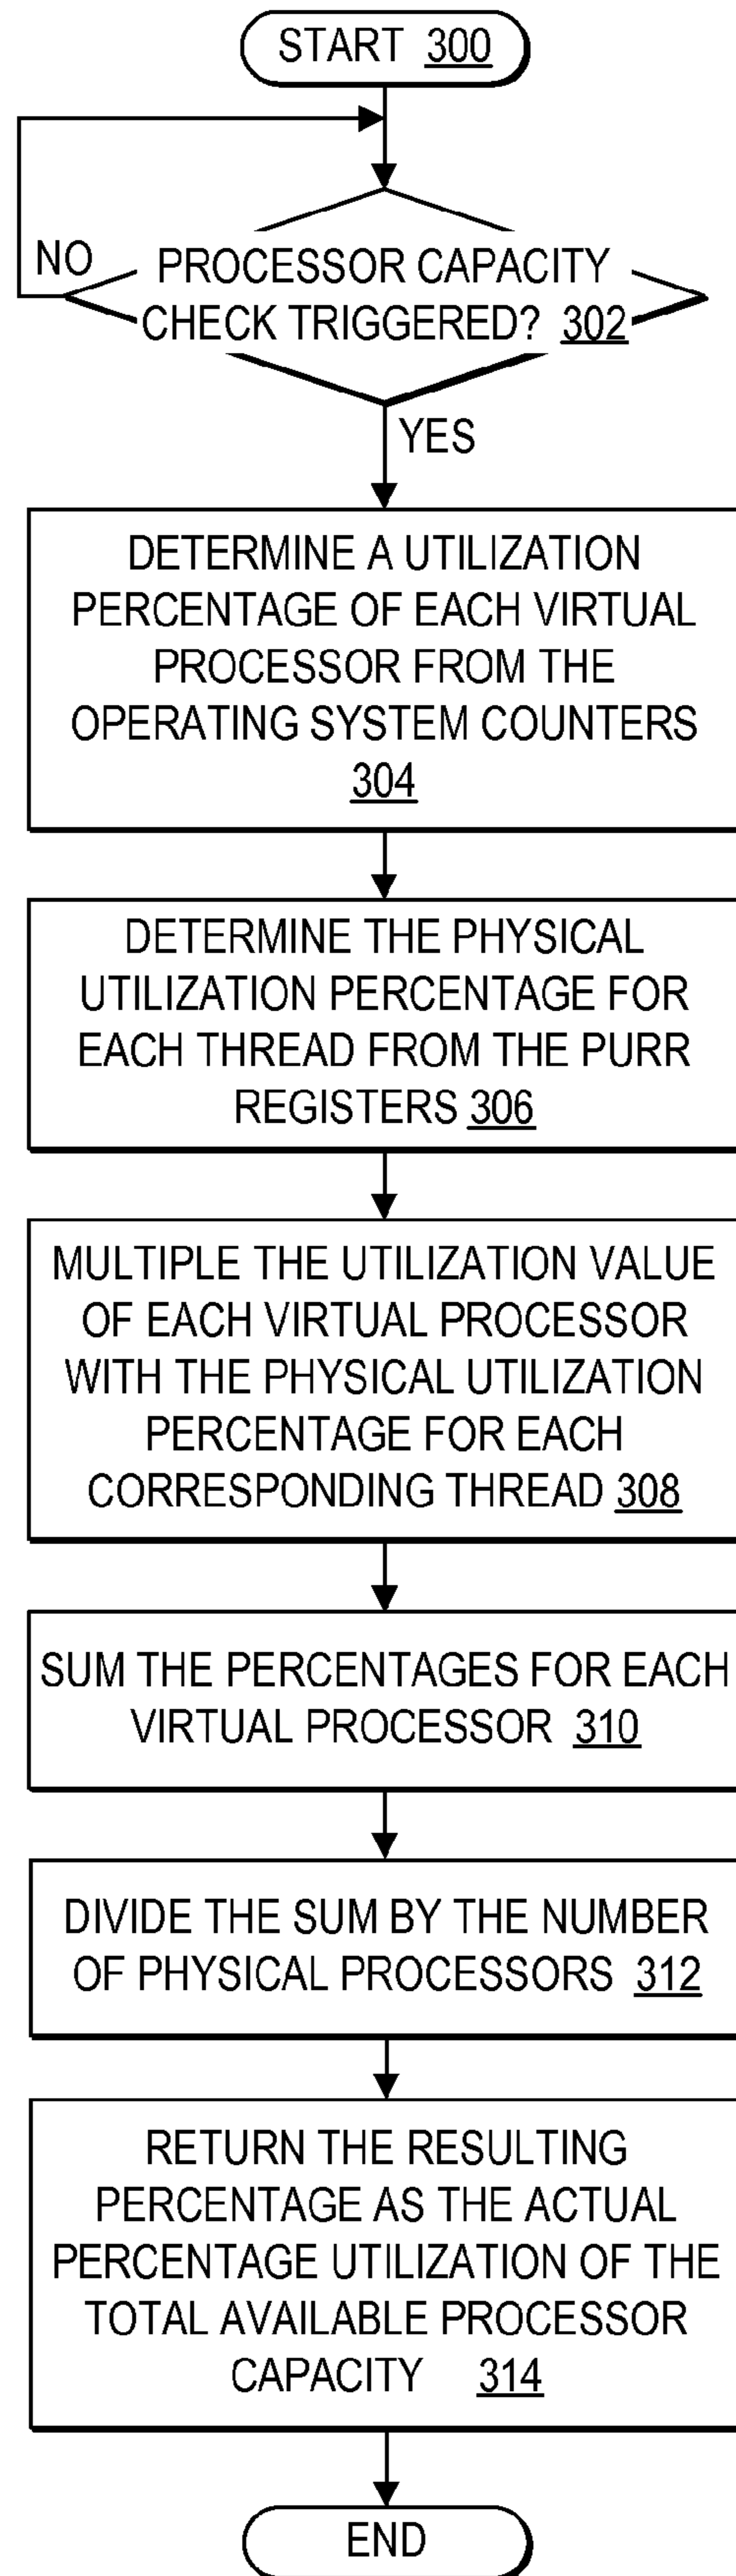 START 300
NO
PROCESSOR CAPACITY
CHECK TRIGGERED? 302
YES
DETERMINE A UTILIZATION
PERCENTAGE OF EACH VIRTUAL
PROCESSOR FROM THE
OPERATING SYSTEM COUNTERS
304
DETERMINE THE PHYSICAL
UTILIZATION PERCENTAGE FOR
EACH THREAD FROM THE PURR
REGISTERS 306
MULTIPLE THE UTILIZATION VALUE
OF EACH VIRTUAL PROCESSOR
WITH THE PHYSICAL UTILIZATION
PERCENTAGE FOR EACH
CORRESPONDING THREAD 308
SUM THE PERCENTAGES FOR EACH
VIRTUAL PROCESSOR 310
DIVIDE THE SUM BY THE NUMBER
OF PHYSICAL PROCESSORS 312
RETURN THE RESULTING
PERCENTAGE AS THE ACTUAL
PERCENTAGE UTILIZATION OF THE
TOTAL AVAILABLE PROCESSOR
CAPACITY 314
END